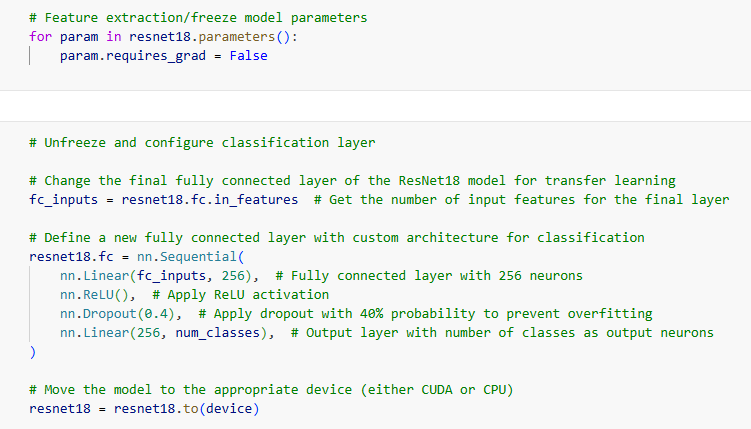 # Feature extraction/freeze model parameters
for param in resnet18.parameters():
    param.requires_grad = False
# Unfreeze and configure classification layer
# Change the final fully connected layer of the ResNet18 model for transfer learning
fc_inputs = resnet18.fc.in_features  # Get the number of input features for the final layer
# Define a new fully connected layer with custom architecture for classification
resnet18.fc = nn.Sequential(
    nn.Linear(fc_inputs, 256),  # Fully connected layer with 256 neurons
    nn.ReLU(),  # Apply ReLU activation
    nn.Dropout(0.4),  # Apply dropout with 40% probability to prevent overfitting
    nn.Linear(256, num_classes),  # Output layer with number of classes as output neurons
)
# Move the model to the appropriate device (either CUDA or CPU)
resnet18 = resnet18.to(device)